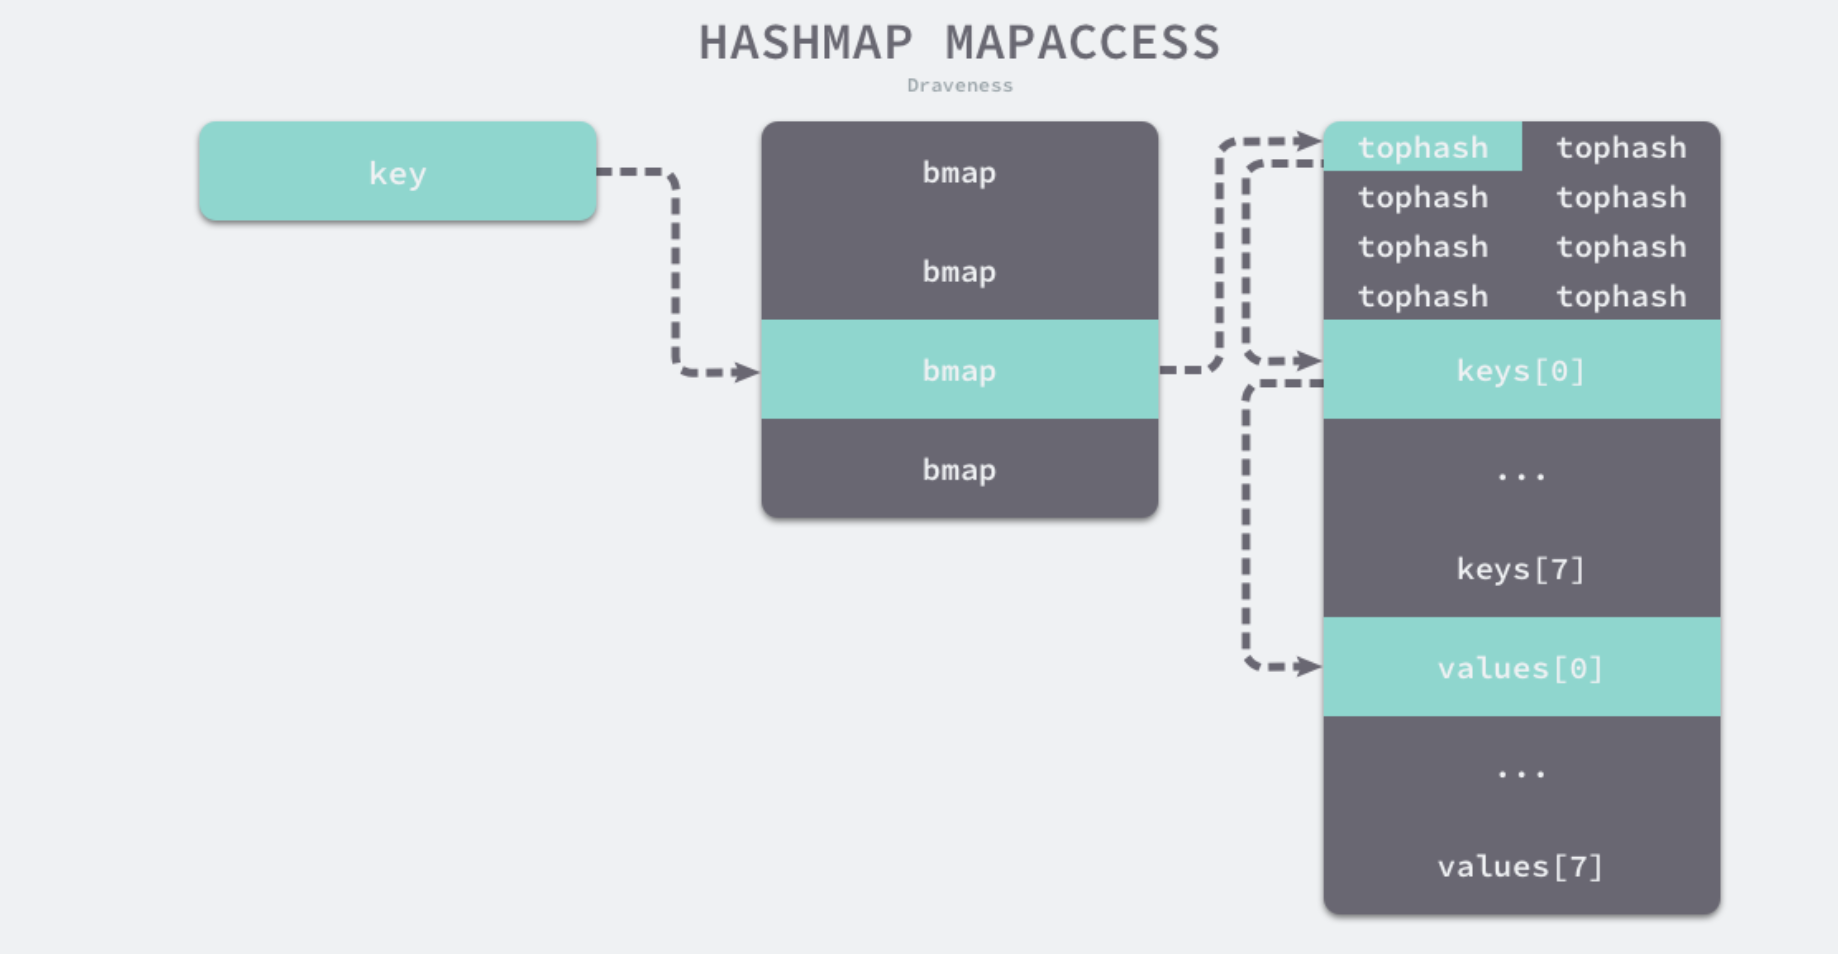 HASHMAP MAPACCESS
Draveness
key
bmap
bmap
bmap
bmap
tophash tophash
tophash tophash
tophash tophash
tophash tophash
keys[0]
...
keys[7]
values[0]
...
values[7]